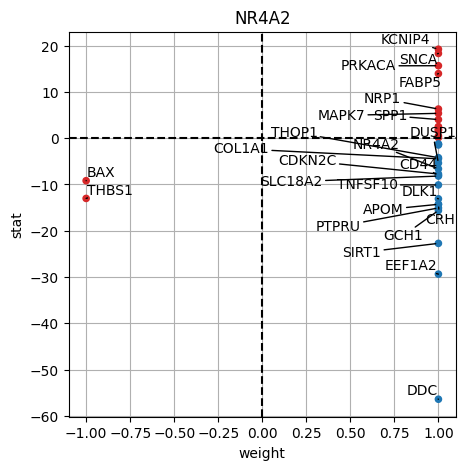 NR4A2
KCNIP4
SNCA
PRKACA
FABP5
NRP1
MAPK7
SPP1
THOP1
DUSP1
COL1A1
NR4A2
CDKN2C
CD44
BAX
SLC18A2
TNFSF10
THBS1
DLK1
APOM
CRH
PTPRU
GCH1
SIRT1
EEF1A2
DDC
stat
20
10
0
−10
−20
−30
−40
−50
−60
−1.00
−0.75
−0.50
−0.25
0.00
0.25
0.50
0.75
1.00
weight